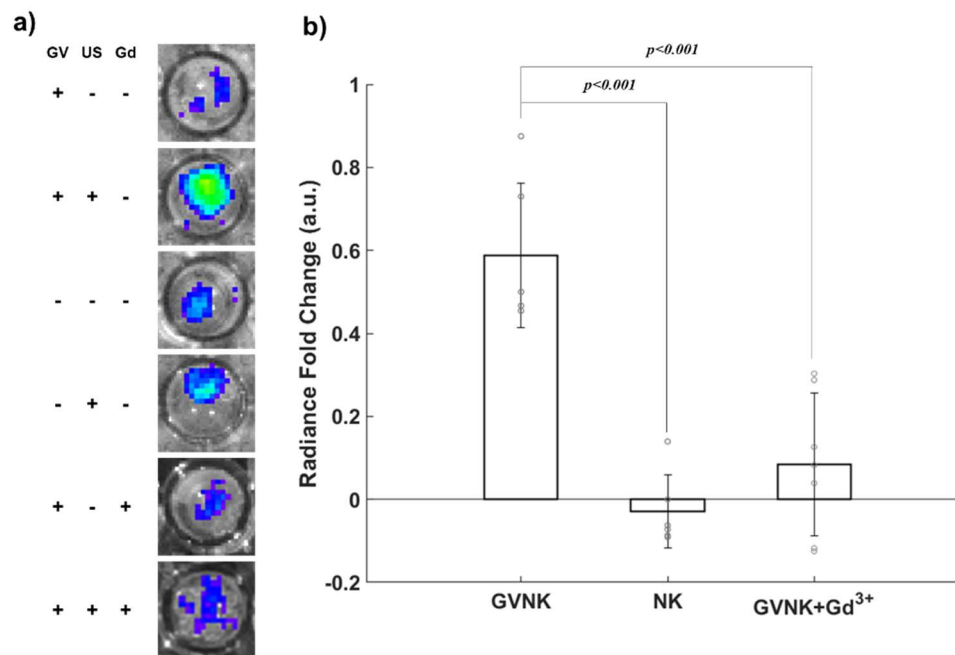 a)
GV US Gd
+ - -
+ + -
- - -
- + -
+ - +
+ + +
b)
p<0.001
p<0.001
Radiance Fold Change (a.u.)
1
0.8
0.6
0.4
0.2
0
-0.2
GVNK NK GVNK+Gd³⁺